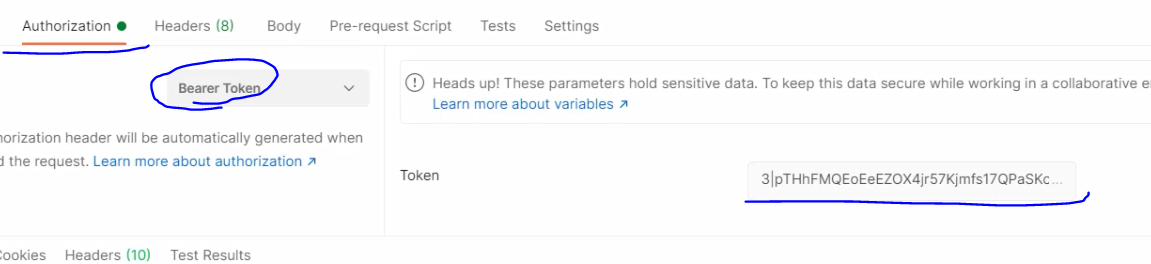 Authorization Headers (8) Body Pre-request Script Tests Settings
Bearer Token
Heads up! These parameters hold sensitive data. To keep this data secure while working in a collaborative
Learn more about variables ↗
horization header will be automatically generated when
d the request. Learn more about authorization ↗
Token
3|pTHhFMQEoEeEZOX4jr57Kjmfs17QPaSKc...
Cookies Headers (10) Test Results